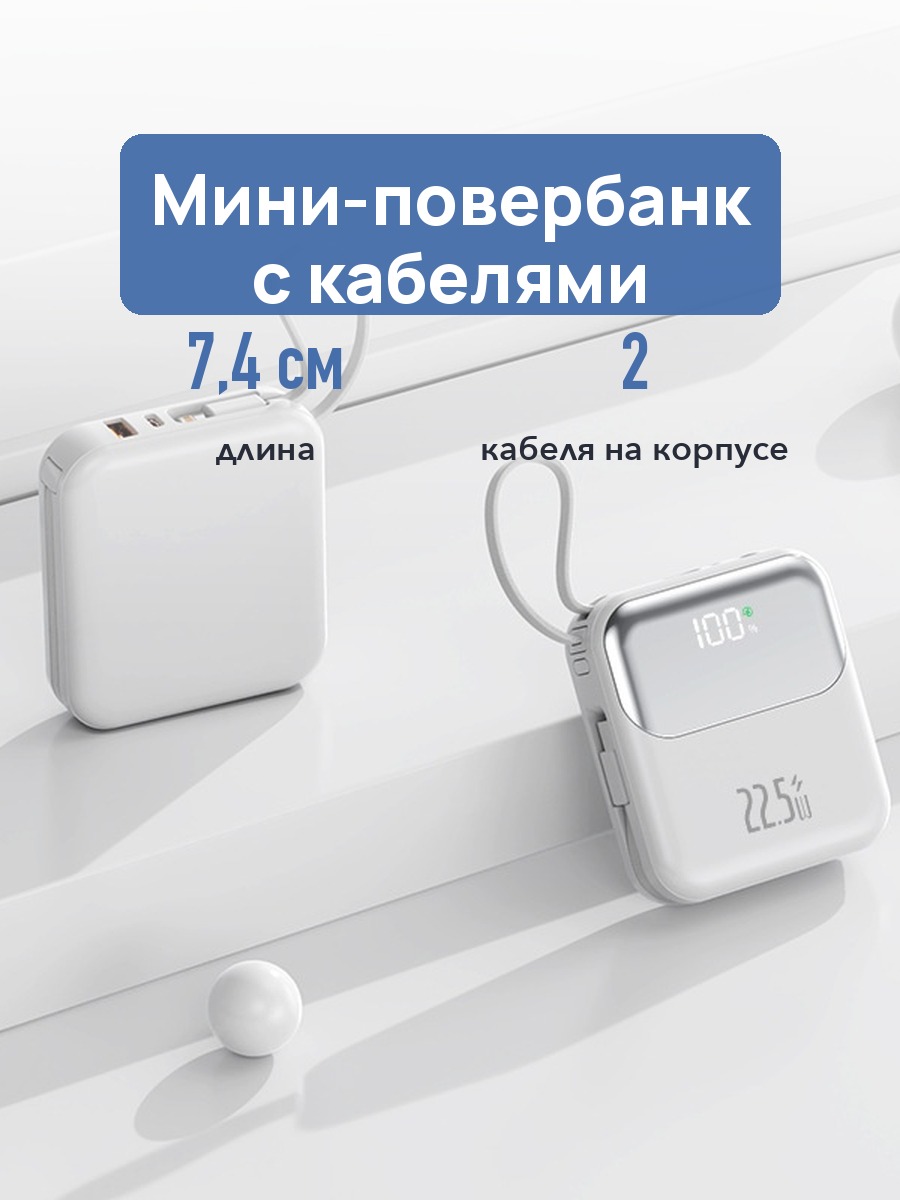 Мини-повербанк
с кабелями
7,4 см
2
длина
кабеля на корпусе
100%
22.5W